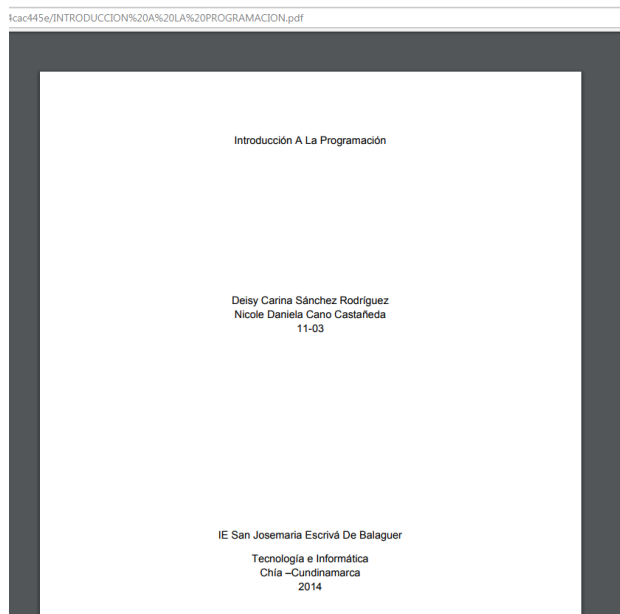 4cac445e/INTRODUCCION%20A%20LA%20PROGRAMACION.pdf
Introducción A La Programación
Deisy Carina Sánchez Rodríguez
Nicole Daniela Cano Castañeda
11-03
IE San Josemaria Escrivá De Balaguer
Tecnología e Informática
Chía –Cundinamarca
2014